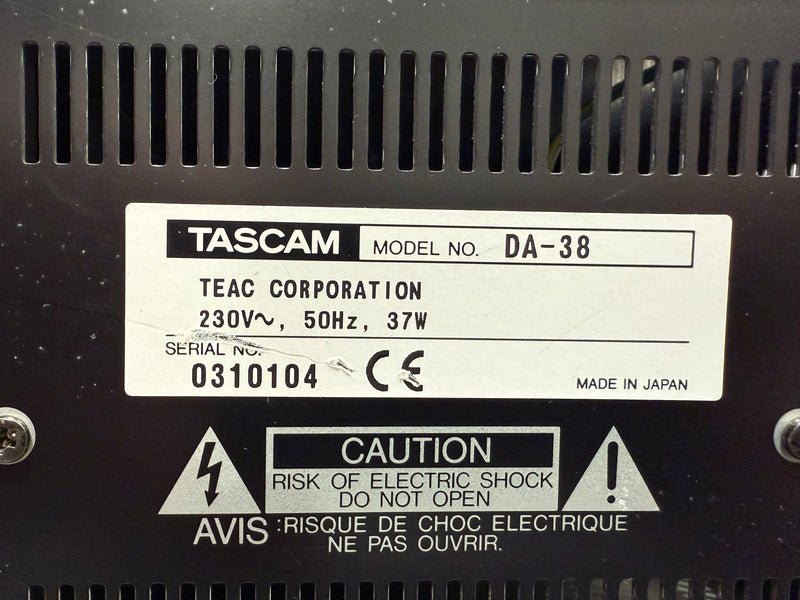 TASCAM MODEL NO. DA-38
TEAC CORPORATION
230V~, 50Hz, 37W
SERIAL NO.
0310104 CE
MADE IN JAPAN
CAUTION
RISK OF ELECTRIC SHOCK
DO NOT OPEN
AVIS :RISQUE DE CHOC ELECTRIQUE
NE PAS OUVRIR.